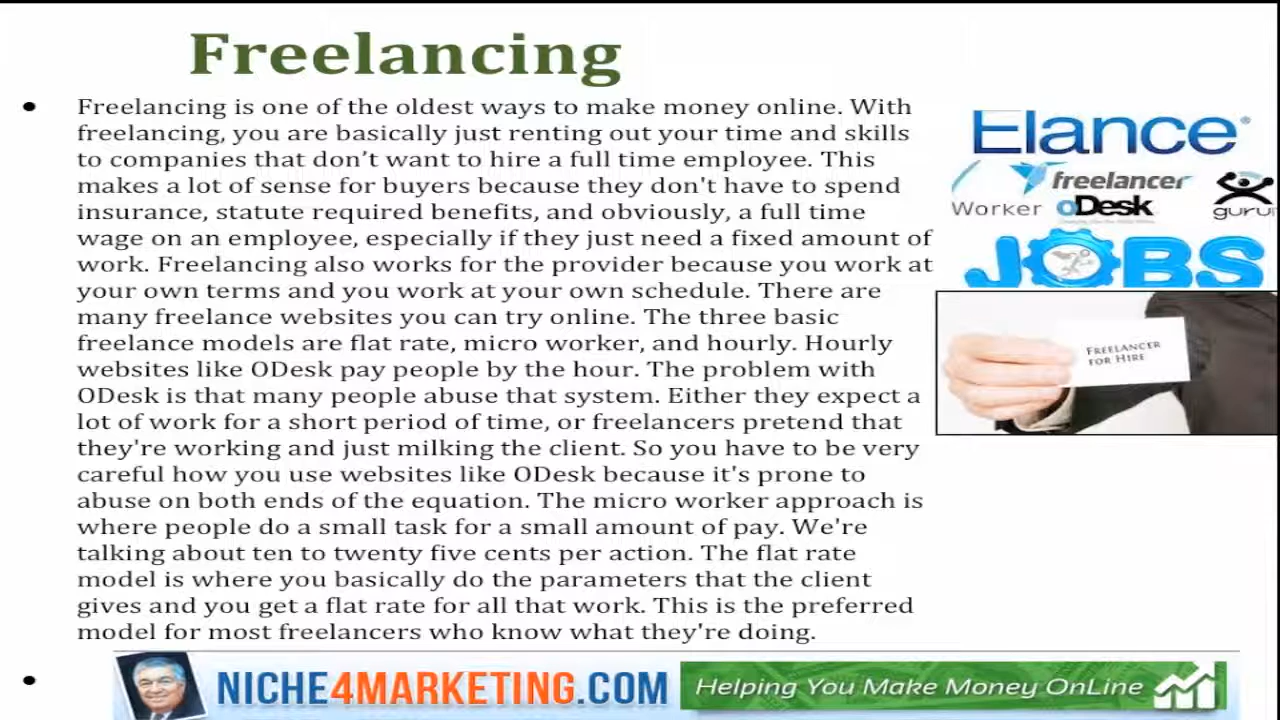 Freelancing
Freelancing is one of the oldest ways to make money online. With
freelancing, you are basically just renting out your time and skills
to companies that don’t want to hire a full time employee. This
makes a lot of sense for buyers because they don't have to spend
insurance, statute required benefits, and obviously, a full time
wage on an employee, especially if they just need a fixed amount of
work. Freelancing also works for the provider because you work at
your own terms and you work at your own schedule. There are
many freelance websites you can try online. The three basic
freelance models are flat rate, micro worker, and hourly. Hourly
websites like ODesk pay people by the hour. The problem with
ODesk is that many people abuse that system. Either they expect a
lot of work for a short period of time, or freelancers pretend that
they're working and just milking the client. So you have to be very
careful how you use websites like ODesk because it's prone to
abuse on both ends of the equation. The micro worker approach is
where people do a small task for a small amount of pay. We're
talking about ten to twenty five cents per action. The flat rate
model is where you basically do the parameters that the client
gives and you get a flat rate for all that work. This is the preferred
model for most freelancers who know what they're doing.
Elance®
freelancer
Worker oDesk guru
JOBS
FREELANCER
FOR HIRE
NICHE4MARKETING.COM Helping You Make Money OnLine